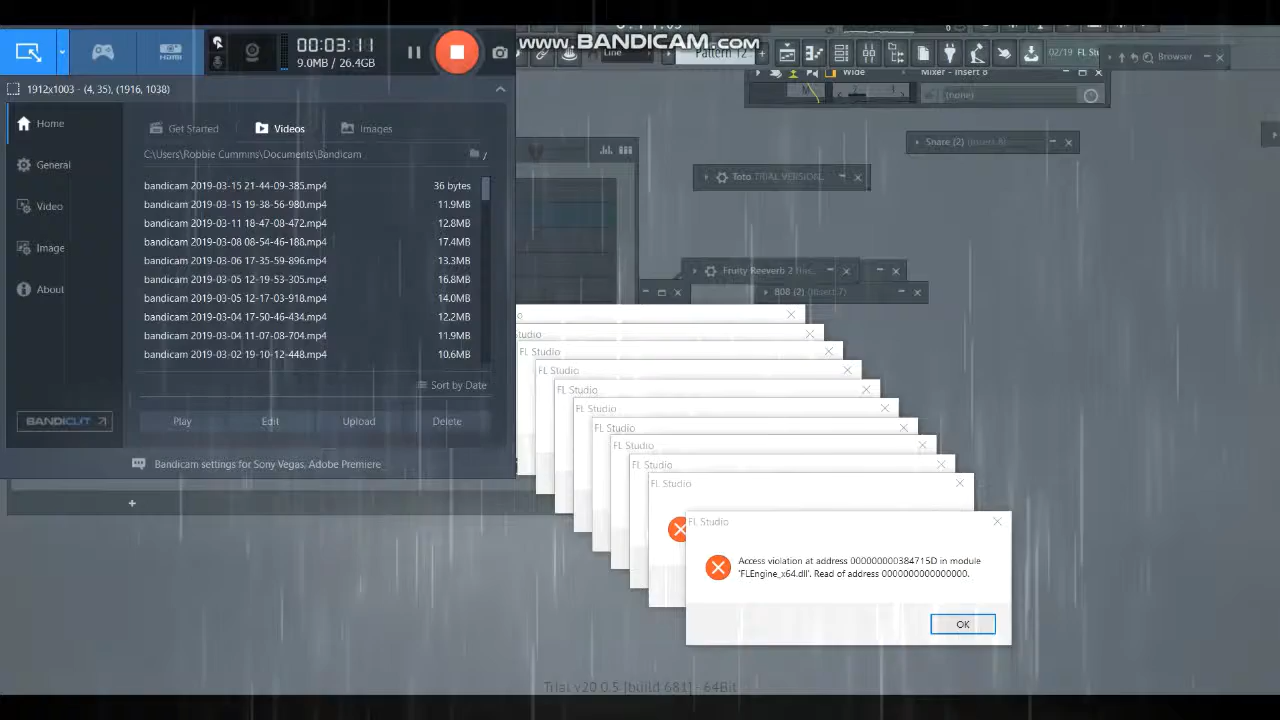 00:03:11
9.0MB / 26.4GB
www.BANDICAM.com
Pattern 12
02/19 FL St
Browser
1912x1003 - (4, 35), (1916, 1038)
Wide
Mixer - Insert 8
(none)
Home
General
Video
Image
About
Get Started
Videos
Images
C:\Users\Robbie Cummins\Documents\Bandicam
bandicam 2019-03-15 21-44-09-385.mp4 36 bytes
bandicam 2019-03-15 19-38-56-980.mp4 11.9MB
bandicam 2019-03-11 18-47-08-472.mp4 12.8MB
bandicam 2019-03-08 08-54-46-188.mp4 17.4MB
bandicam 2019-03-06 17-35-59-896.mp4 13.3MB
bandicam 2019-03-05 12-19-53-305.mp4 16.8MB
bandicam 2019-03-05 12-17-03-918.mp4 14.0MB
bandicam 2019-03-04 17-50-46-434.mp4 12.2MB
bandicam 2019-03-04 11-07-08-704.mp4 11.9MB
bandicam 2019-03-02 19-10-12-448.mp4 10.6MB
Sort by Date
BANDICUT
Play Edit Upload Delete
Bandicam settings for Sony Vegas, Adobe Premiere
Snare (2) (Insert 8)
Toto TRIAL VERSION
Fruity Reeverb 2
808 (2) (Insert 7)
o
tudio
FL Studio
FL Studio
FL Studio
FL Studio
FL Studio
FL Studio
FL Studio
FL Studio
FL Studio
Access violation at address 000000000384715D in module
'FLEngine_x64.dll'. Read of address 0000000000000000.
OK
Trial v20.0.5 [build 681] - 64Bit